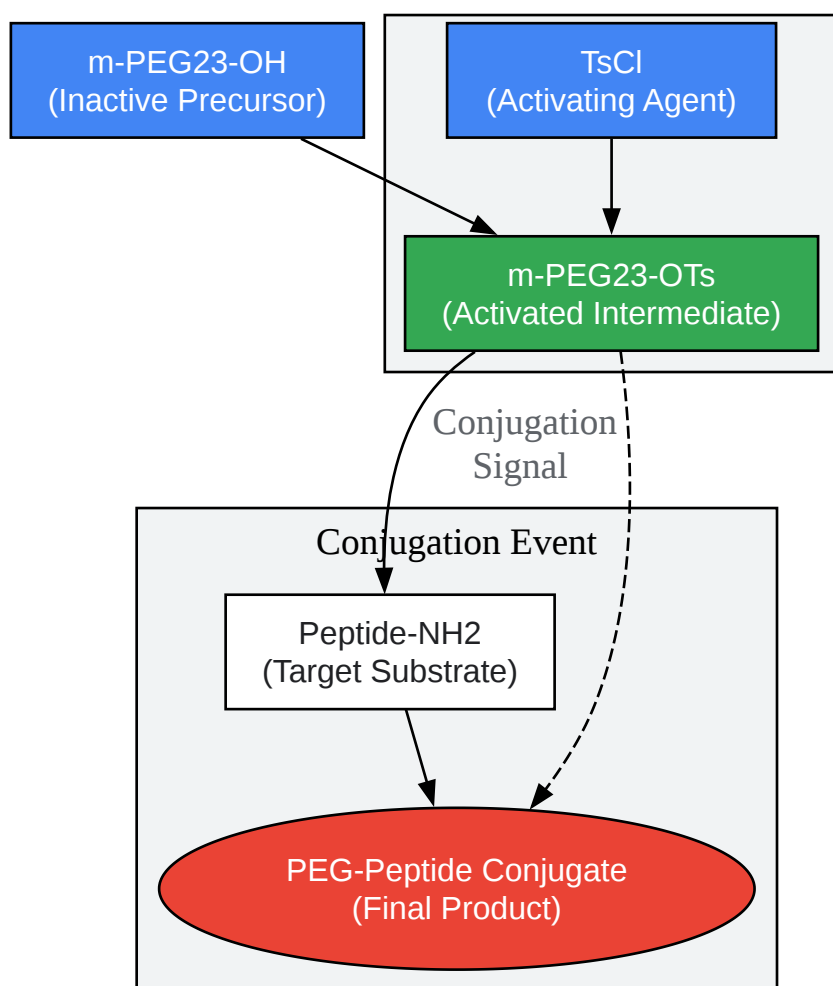 m-PEG23-OH
(Inactive Precursor)
TsCl
(Activating Agent)
m-PEG23-OTs
(Activated Intermediate)
Conjugation
Signal
Conjugation Event
Peptide-NH2
(Target Substrate)
PEG-Peptide Conjugate
(Final Product)